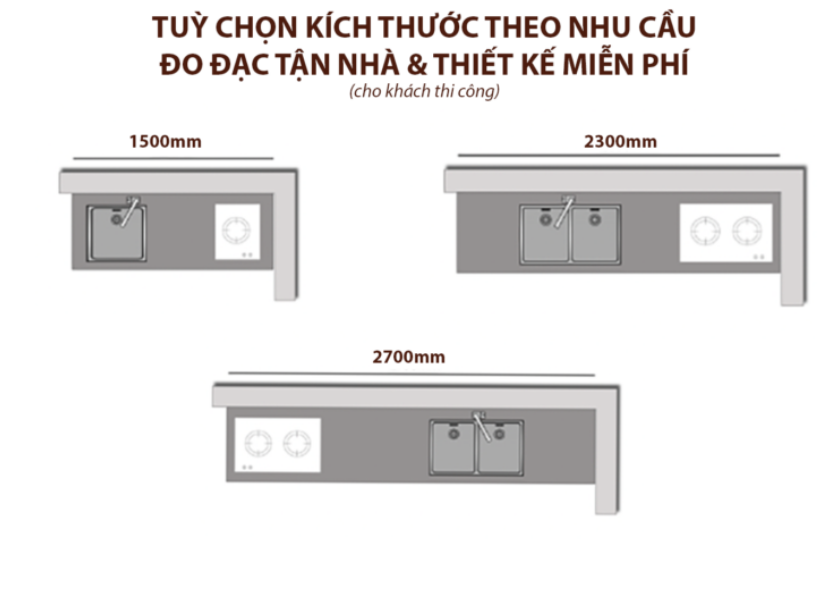 TUỲ CHỌN KÍCH THƯỚC THEO NHU CẦU
ĐO ĐẠC TẬN NHÀ & THIẾT KẾ MIỄN PHÍ
(cho khách thi công)
1500mm
2300mm
2700mm